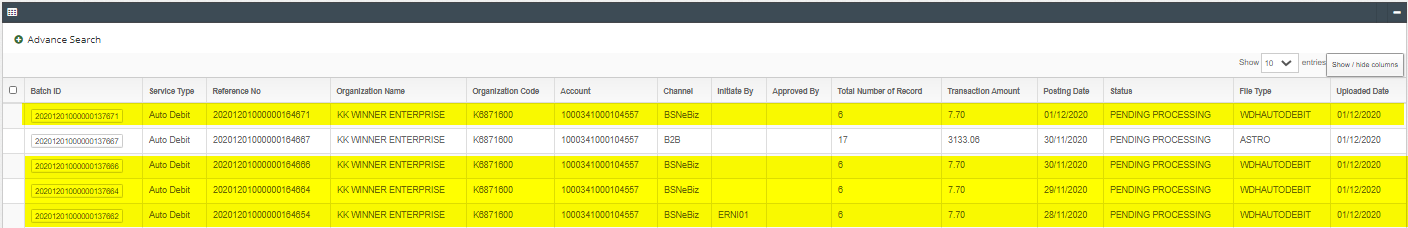 Advance Search
Show 10 entries Show / hide columns
Batch ID Service Type Reference No Organization Name Organization Code Account Channel Initiate By Approved By Total Number of Record Transaction Amount Posting Date Status File Type Uploaded Date
20201201000000137671 Auto Debit 20201201000000164671 KK WINNER ENTERPRISE K6871600 1000341000104557 BSNeBiz 6 7.70 01/12/2020 PENDING PROCESSING WDHAUTODEBIT 01/12/2020
20201201000000137667 Auto Debit 20201201000000164667 KK WINNER ENTERPRISE K6871600 1000341000104557 B2B 17 3133.06 30/11/2020 PENDING PROCESSING ASTRO 01/12/2020
20201201000000137666 Auto Debit 20201201000000164666 KK WINNER ENTERPRISE K6871600 1000341000104557 BSNeBiz 6 7.70 30/11/2020 PENDING PROCESSING WDHAUTODEBIT 01/12/2020
20201201000000137664 Auto Debit 20201201000000164664 KK WINNER ENTERPRISE K6871600 1000341000104557 BSNeBiz 6 7.70 29/11/2020 PENDING PROCESSING WDHAUTODEBIT 01/12/2020
20201201000000137662 Auto Debit 20201201000000164654 KK WINNER ENTERPRISE K6871600 1000341000104557 BSNeBiz ERNI01 6 7.70 28/11/2020 PENDING PROCESSING WDHAUTODEBIT 01/12/2020